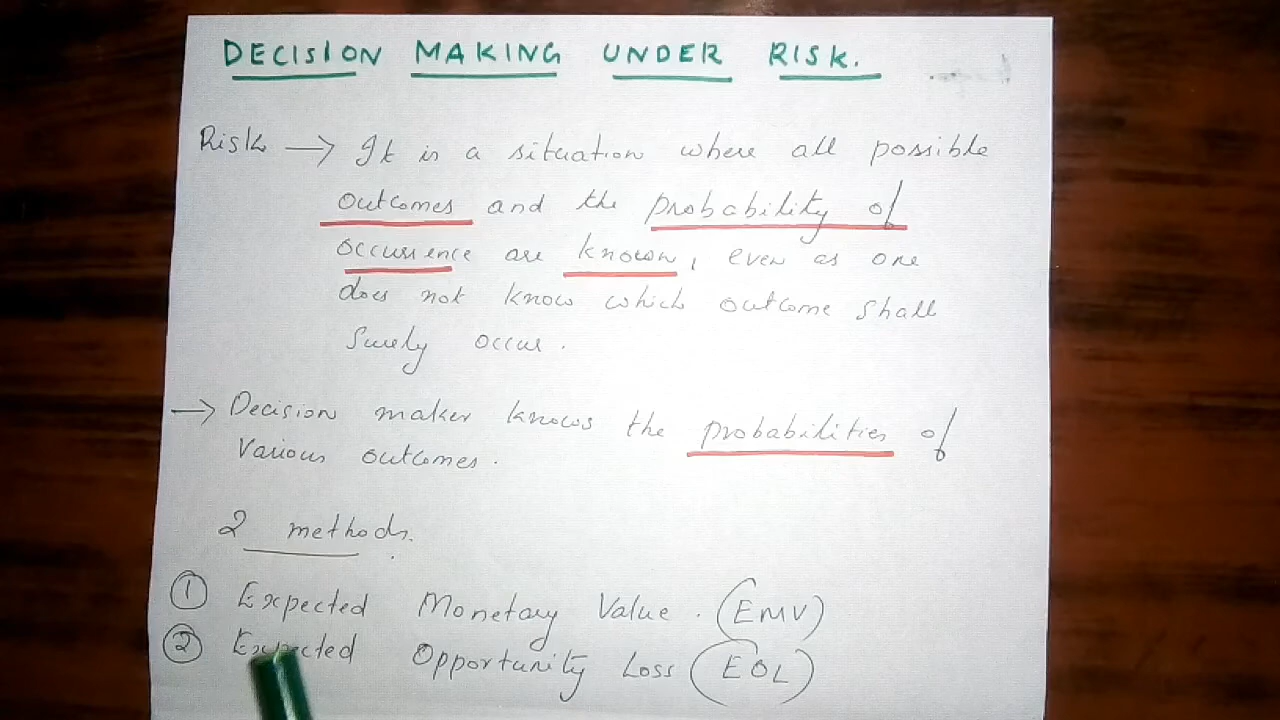 DECISION MAKING UNDER RISK.
Risk → It is a situation where all possible
outcomes and the probability of
occurrence are known, even as one
does not know which outcome shall
surely occur.
→ Decision maker knows the probabilities of
various outcomes.
2 methods.
① Expected Monetary Value. (EMV)
② Expected Opportunity Loss (EOL)